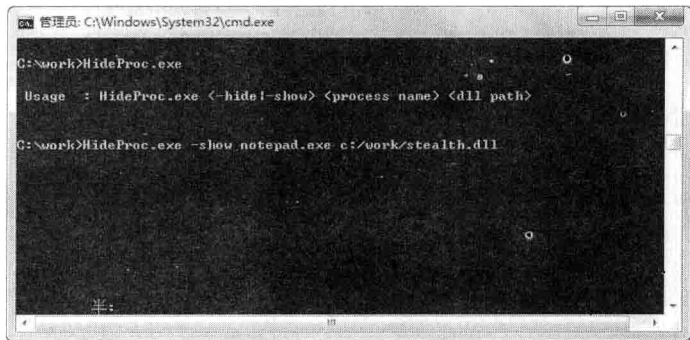 管理员: C:\Windows\System32\cmd.exe
C:\work>HideProc.exe
Usage : HideProc.exe <-hide|-show> <process name> <dll path>
C:\work>HideProc.exe -show notepad.exe c:/work/stealth.dll
半: